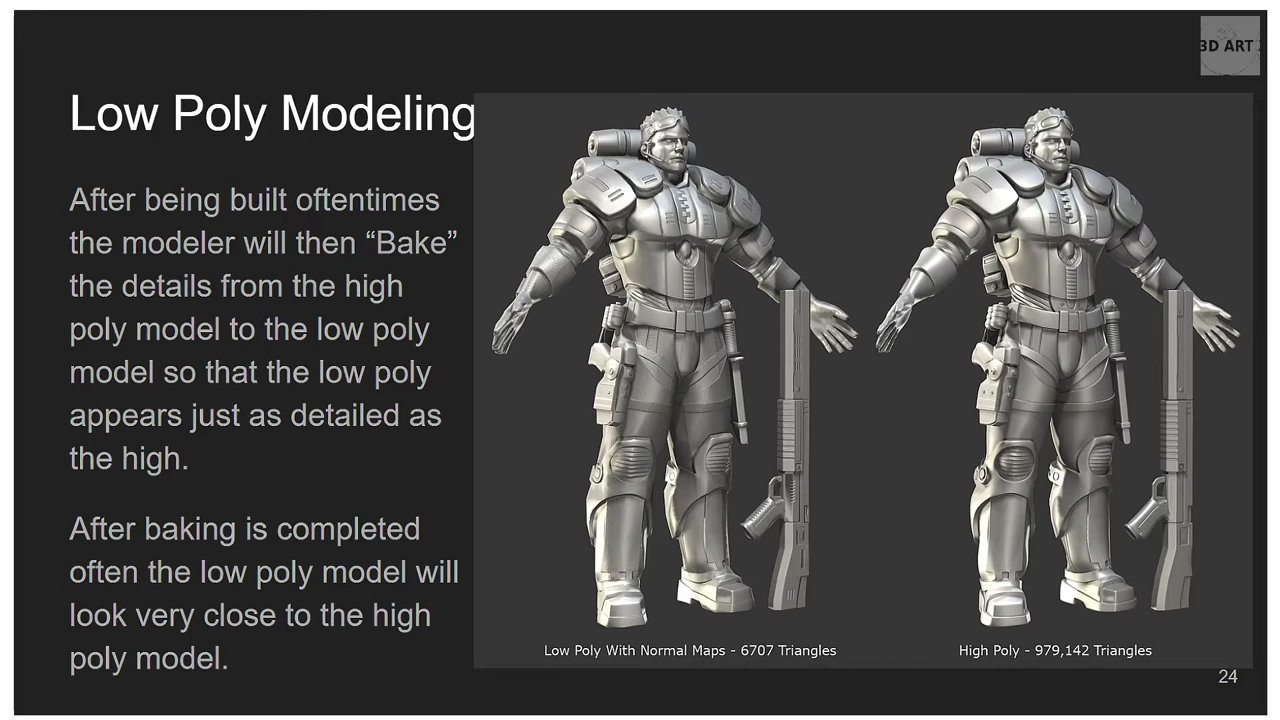 3D ART
Low Poly Modeling
After being built oftentimes
the modeler will then “Bake”
the details from the high
poly model to the low poly
model so that the low poly
appears just as detailed as
the high.
After baking is completed
often the low poly model will
look very close to the high
poly model.
Low Poly With Normal Maps - 6707 Triangles
High Poly - 979,142 Triangles
24